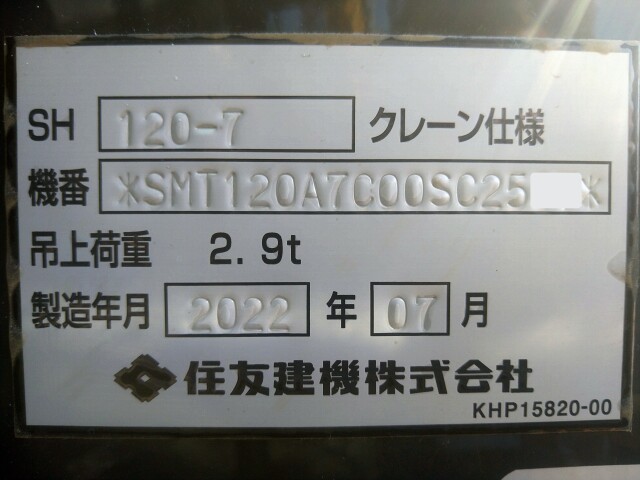 SH 120-7 クレーン仕様
機番 *SMT120A7C00SC25 *
吊上荷重 2.9t
製造年月 2022 年 07 月
住友建機株式会社
KHP15820-00